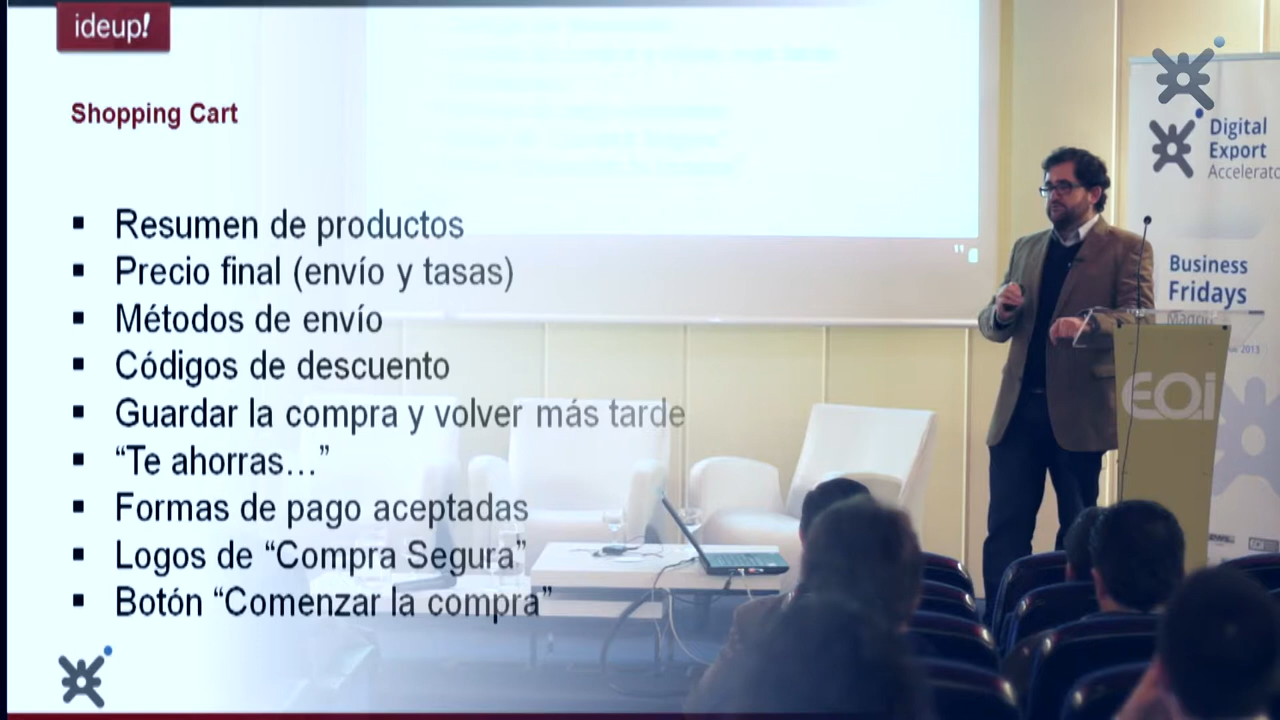 ideup!
Shopping Cart
▪ Resumen de productos
▪ Precio final (envío y tasas)
▪ Métodos de envío
▪ Códigos de descuento
▪ Guardar la compra y volver más tarde
▪ “Te ahorras…”
▪ Formas de pago aceptadas
▪ Logos de “Compra Segura”
▪ Botón “Comenzar la compra”
Digital
Export
Accelerato
Business
Fridays
Madrid
2013
EOi